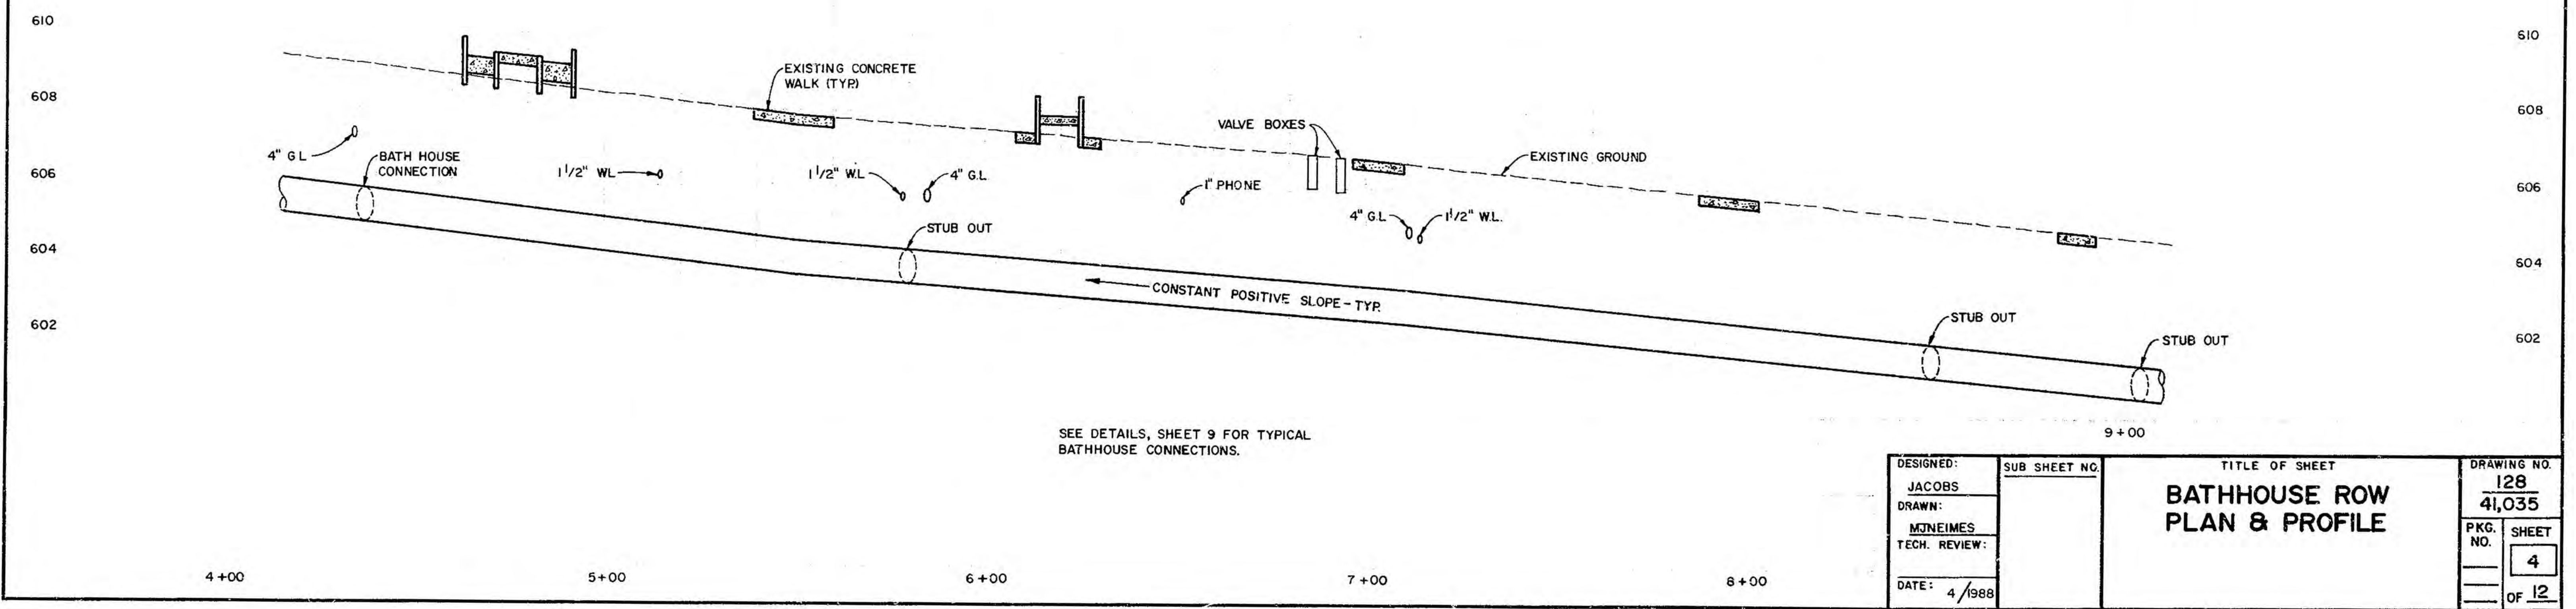 610
610
EXISTING CONCRETE
WALK (TYP.)
608
608
VALVE BOXES
4" G.L.
BATH HOUSE
CONNECTION
EXISTING GROUND
606
1 1/2" WL
1 1/2" W.L.
4" G.L.
1" PHONE
606
4" G.L.
1 1/2" W.L.
STUB OUT
604
604
CONSTANT POSITIVE SLOPE - TYP.
602
STUB OUT
STUB OUT
602
SEE DETAILS, SHEET 9 FOR TYPICAL
BATHHOUSE CONNECTIONS.
9+00
4+00
5+00
6+00
7+00
8+00
DESIGNED:
JACOBS
DRAWN:
MJNEIMES
TECH. REVIEW:
DATE: 4/1988
SUB SHEET NO.
TITLE OF SHEET
BATHHOUSE ROW
PLAN & PROFILE
DRAWING NO.
128
41,035
PKG.
NO.
SHEET
4
OF 12